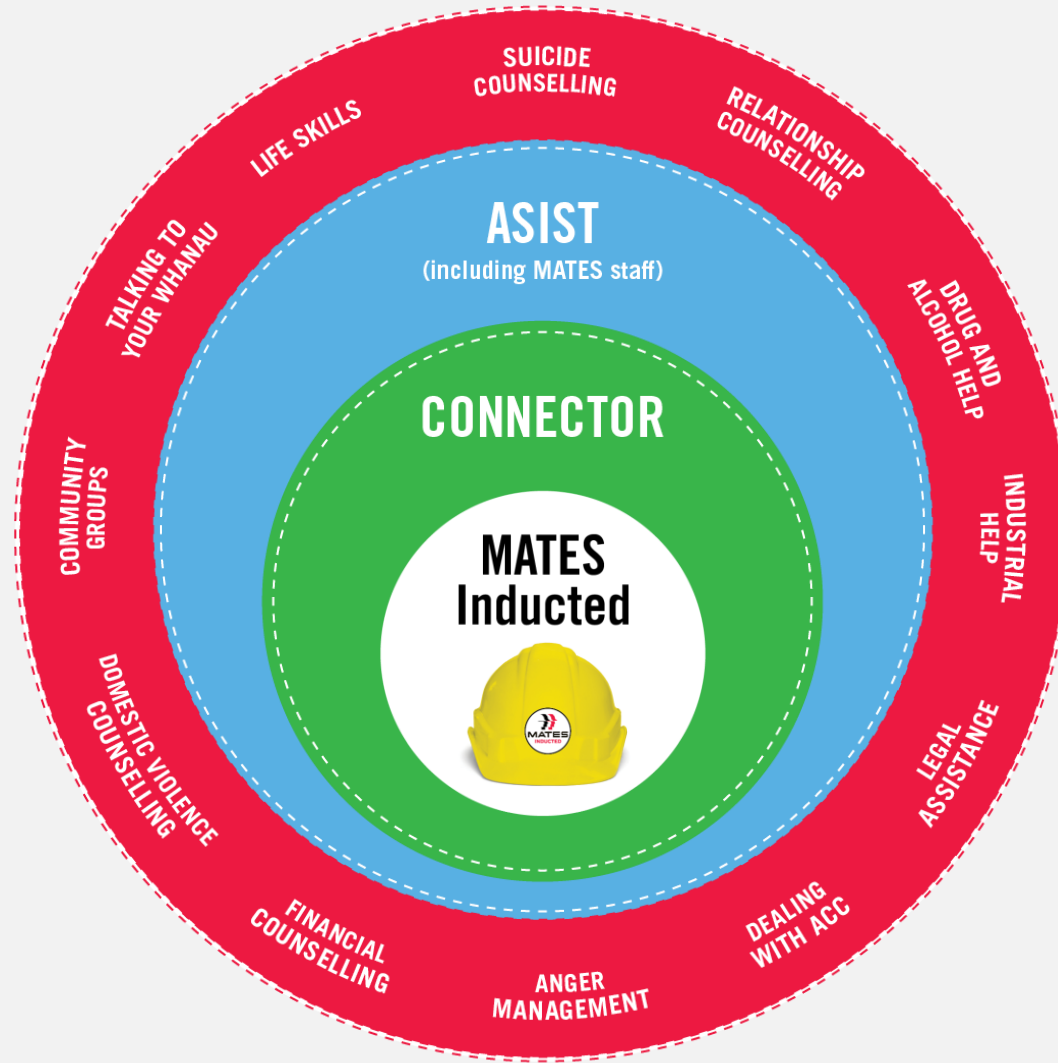 SUICIDE
COUNSELLING
RELATIONSHIP
COUNSELLING
DRUG AND
ALCOHOL HELP
INDUSTRIAL
HELP
LEGAL
ASSISTANCE
DEALING
WITH ACC
ANGER
MANAGEMENT
FINANCIAL
COUNSELLING
DOMESTIC VIOLENCE
COUNSELLING
COMMUNITY
GROUPS
TALKING TO
YOUR WHANAU
LIFE SKILLS
ASIST
(including MATES staff)
CONNECTOR
MATES
Inducted
MATES
INDUCTED